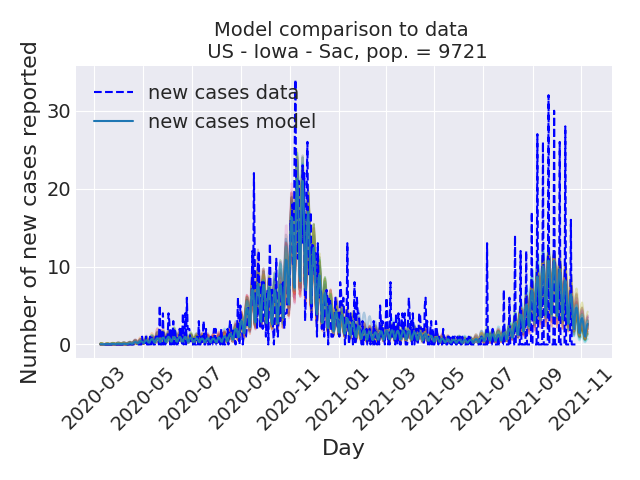 Model comparison to data
US - Iowa - Sac, pop. = 9721
Number of new cases reported
30
20
10
0
new cases data
new cases model
2020-03
2020-05
2020-07
2020-09
2020-11
2021-01
2021-03
2021-05
2021-07
2021-09
2021-11
Day